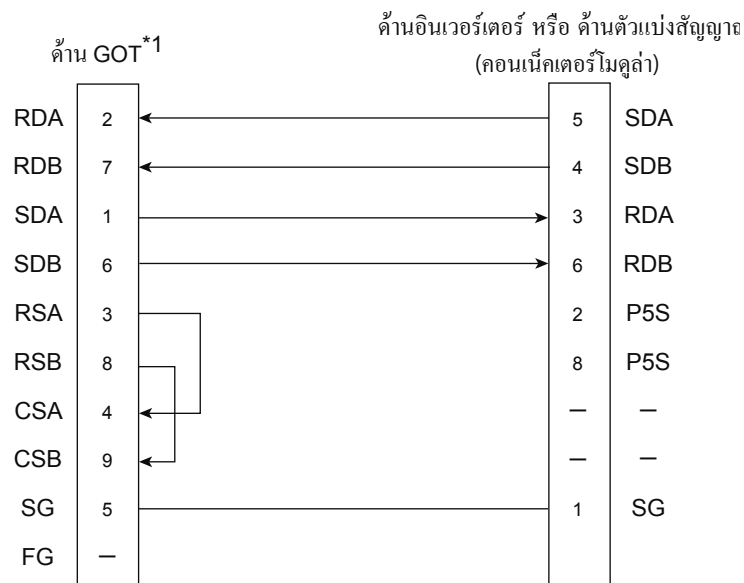 ด้านอินเวอร์เตอร์ หรือ ด้านตัวแบ่งสัญญาณ
ด้าน GOT*1
(คอนเน็คเตอร์โมดูล่า)
RDA 2 5 SDA
RDB 7 4 SDB
SDA 1 3 RDA
SDB 6 6 RDB
RSA 3 2 P5S
RSB 8 8 P5S
CSA 4 – –
CSB 9 – –
SG 5 1 SG
FG –